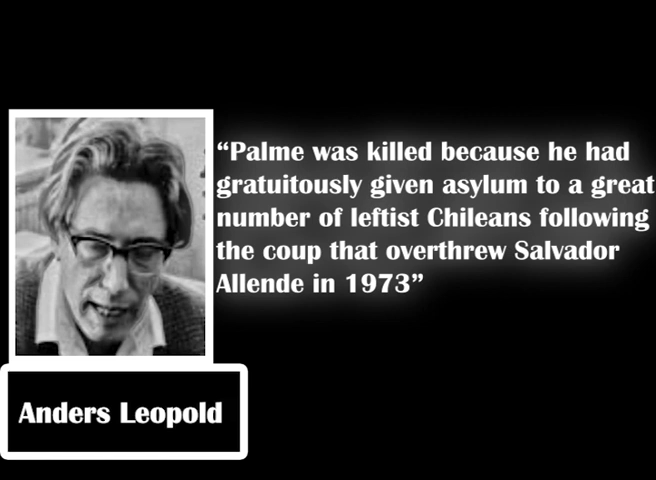 “Palme was killed because he had
gratuitously given asylum to a great
number of leftist Chileans following
the coup that overthrew Salvador
Allende in 1973”
Anders Leopold